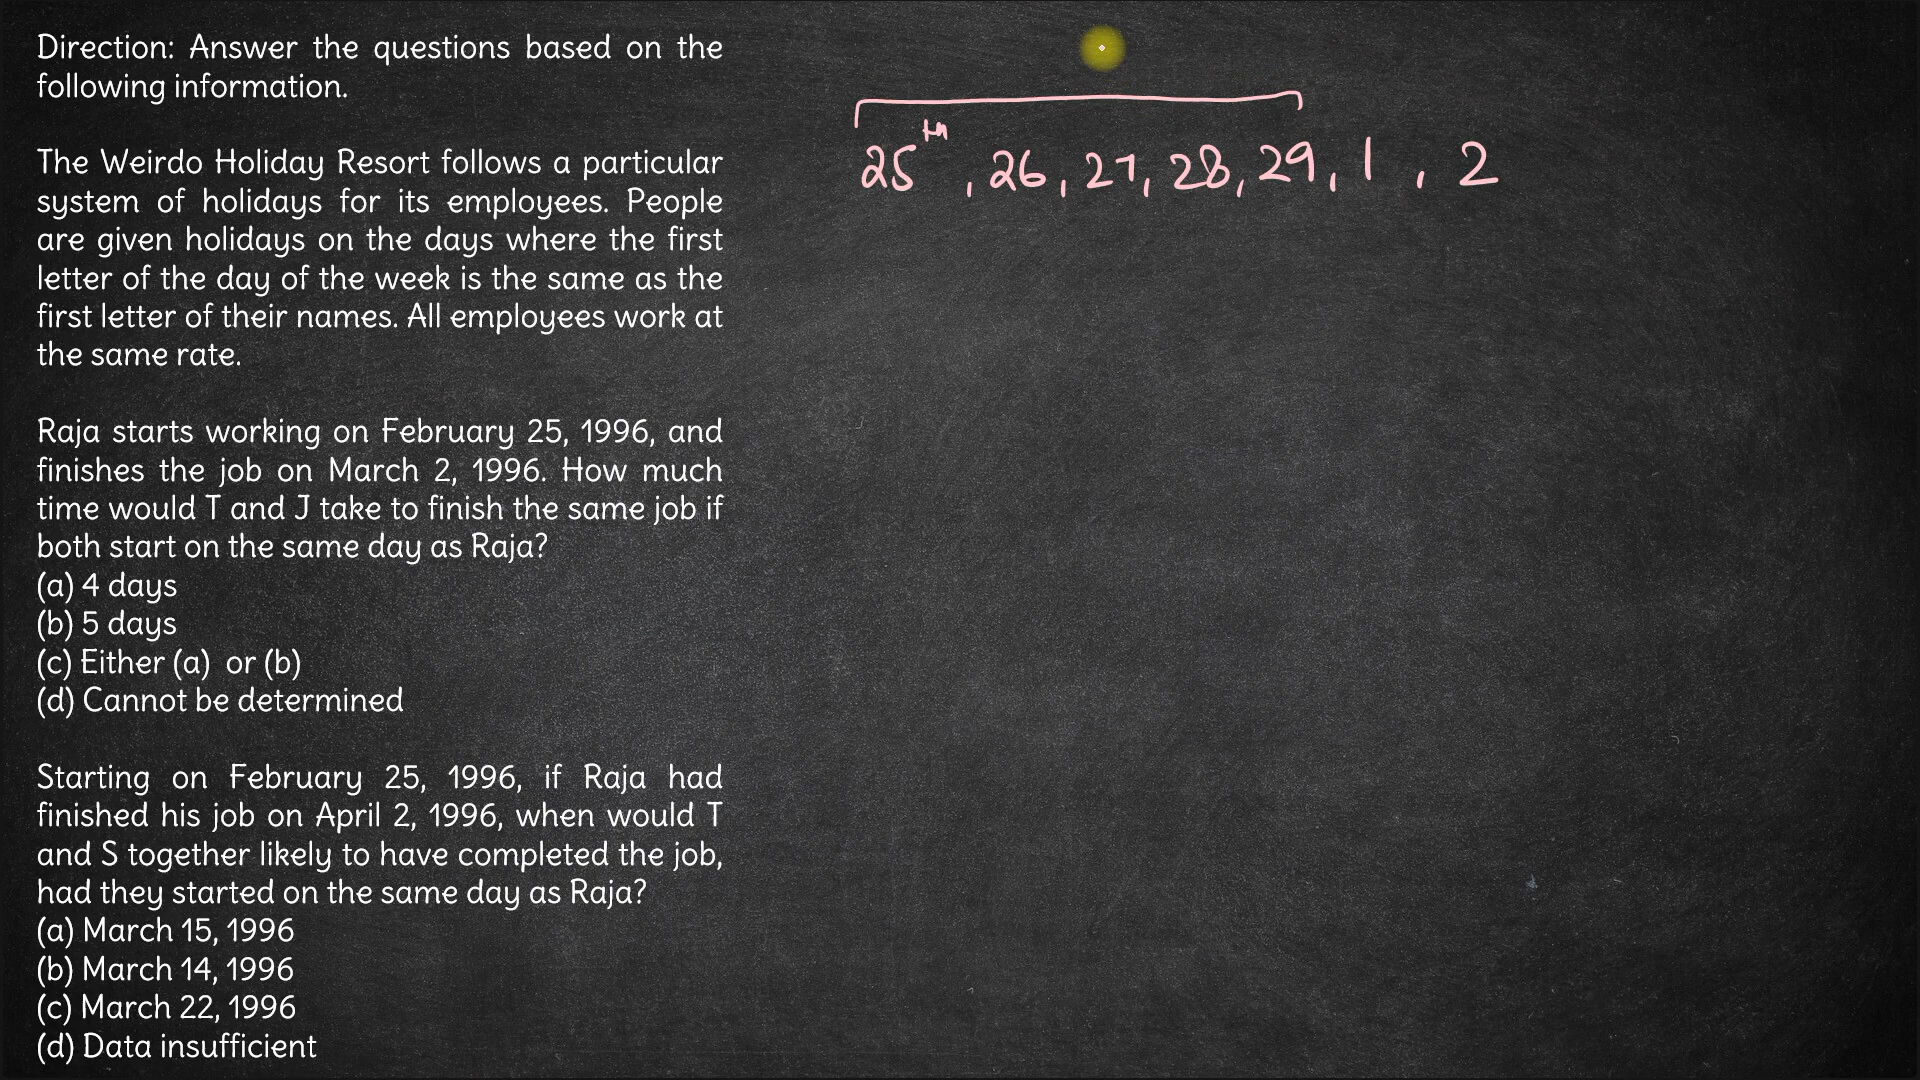 Direction: Answer the questions based on the
following information.
The Weirdo Holiday Resort follows a particular
system of holidays for its employees. People
are given holidays on the days where the first
letter of the day of the week is the same as the
first letter of their names. All employees work at
the same rate.
Raja starts working on February 25, 1996, and
finishes the job on March 2, 1996. How much
time would T and J take to finish the same job if
both start on the same day as Raja?
(a) 4 days
(b) 5 days
(c) Either (a) or (b)
(d) Cannot be determined
Starting on February 25, 1996, if Raja had
finished his job on April 2, 1996, when would T
and S together likely to have completed the job,
had they started on the same day as Raja?
(a) March 15, 1996
(b) March 14, 1996
(c) March 22, 1996
(d) Data insufficient
25th, 26, 27, 28, 29, 1, 2